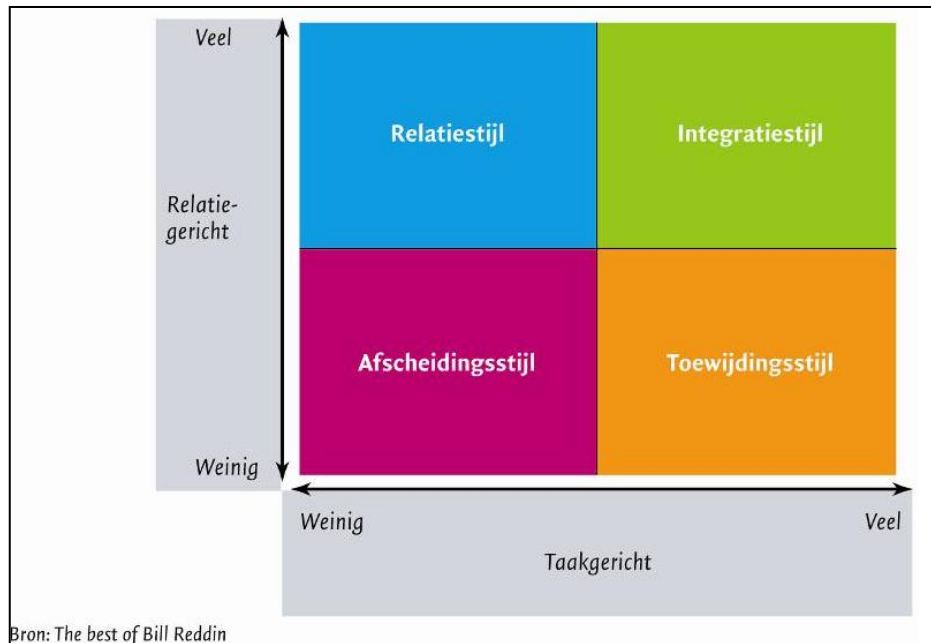 Veel
Relatiestijl
Integratiestijl
Relatie-
gericht
Afscheidingsstijl
Toewijdingsstijl
Weinig
Weinig
Veel
Taakgericht
Bron: The best of Bill Reddin